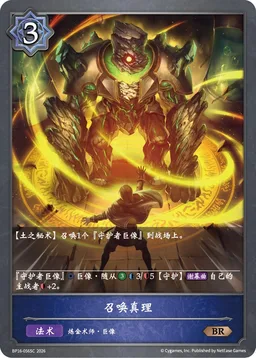 3
【土之秘术】召唤1个『守护者巨像』到战场上。
『守护者巨像』巨像・随从 3 3 5【守护】谢幕曲 自己的
主战者 +2。
召唤真理
法术 炼金术师・巨像 BR
BP16-056SC 2026 © Cygames, Inc. Published by NetEase Games